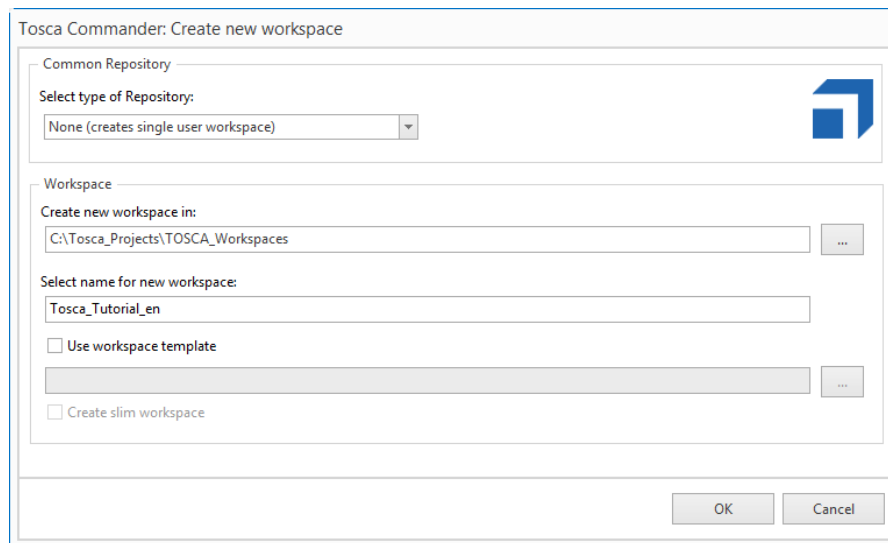 Tosca Commander: Create new workspace
Common Repository
Select type of Repository:
None (creates single user workspace)
Workspace
Create new workspace in:
C:\Tosca_Projects\TOSCA_Workspaces
...
Select name for new workspace:
Tosca_Tutorial_en
Use workspace template
...
Create slim workspace
OK
Cancel